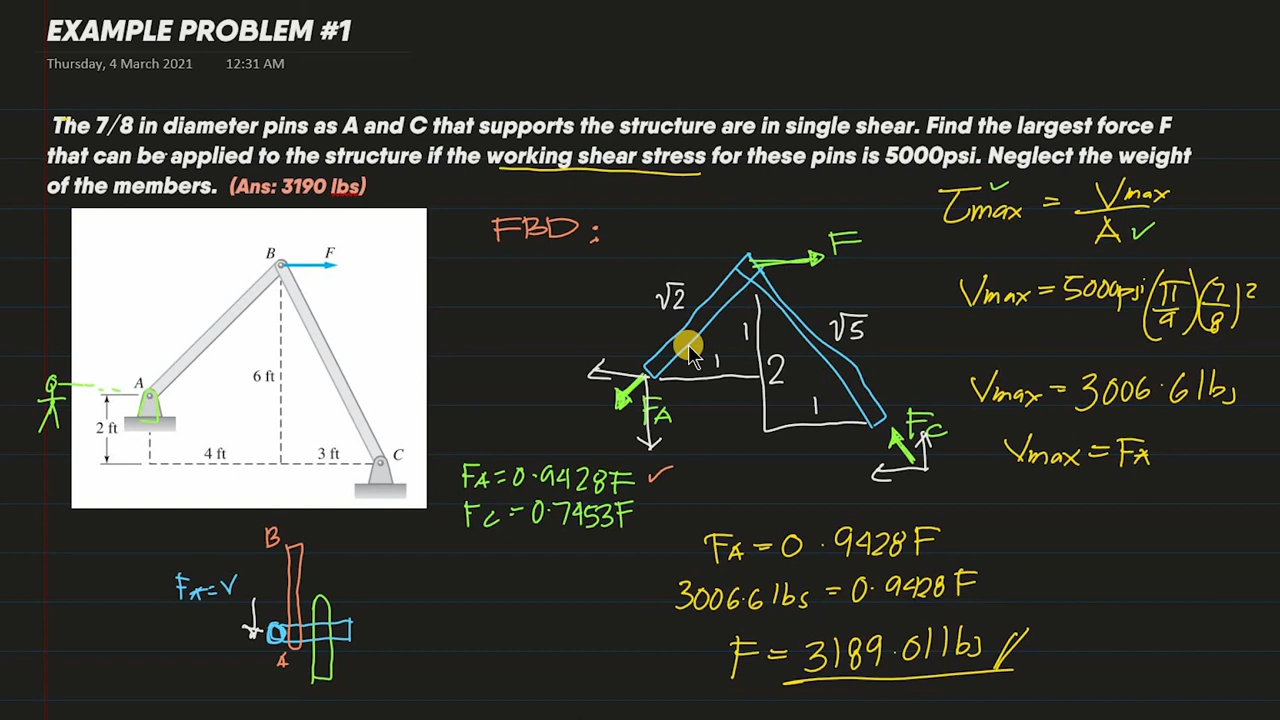 EXAMPLE PROBLEM #1
Thursday, 4 March 2021 12:31 AM
The 7/8 in diameter pins as A and C that supports the structure are in single shear. Find the largest force F
that can be applied to the structure if the working shear stress for these pins is 5000psi. Neglect the weight
of the members. (Ans: 3190 lbs)
B F
6 ft
A
2 ft
4 ft 3 ft C
FBD:
F
√2
√5
1
1
2
1
FA
FC
FA = 0.9428F ✓
FC = 0.7453F
B
FA = V
A
τmax = Vmax / A
Vmax = 5000psi (π/4)(7/8)²
Vmax = 3006.6 lbs
Vmax = FA
FA = 0.9428F
3006.6 lbs = 0.9428F
F = 3189.01 lbs